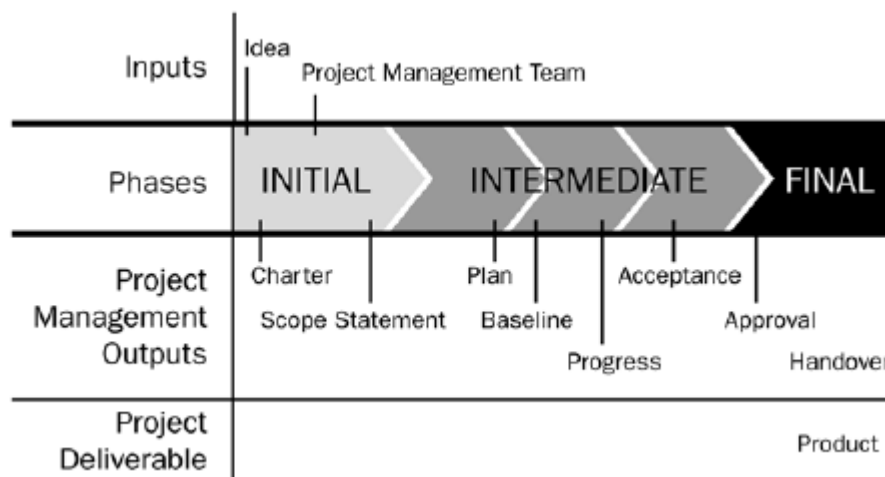 Idea
Inputs
Project Management Team
Phases
INITIAL
INTERMEDIATE
FINAL
Project
Management
Outputs
Charter
Plan
Acceptance
Scope Statement
Baseline
Approval
Progress
Handover
Project
Deliverable
Product